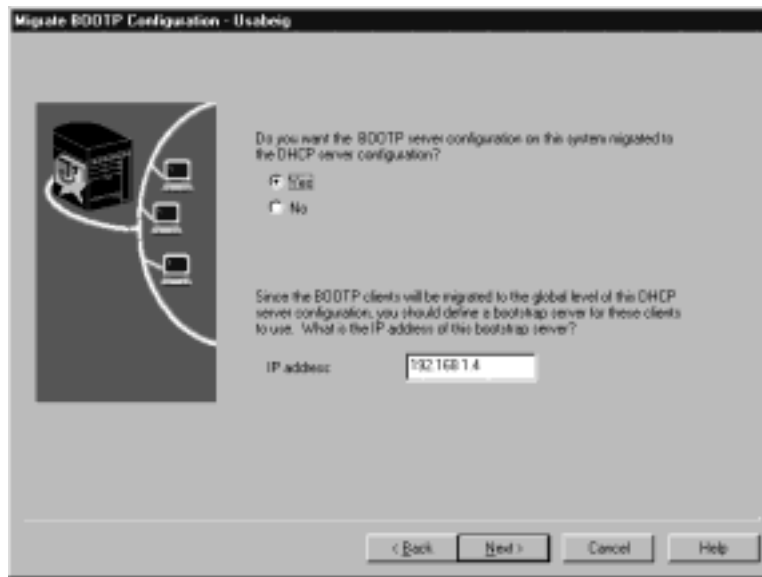 Migrate BOOTP Configuration - Usabeig
Do you want the BOOTP server configuration on this system migrated to
the DHCP server configuration?
Yes
No
Since the BOOTP clients will be migrated to the global level of this DHCP
server configuration, you should define a bootstrap server for these clients
to use. What is the IP address of this bootstrap server?
IP address: 192.168.1.4
< Back Next > Cancel Help